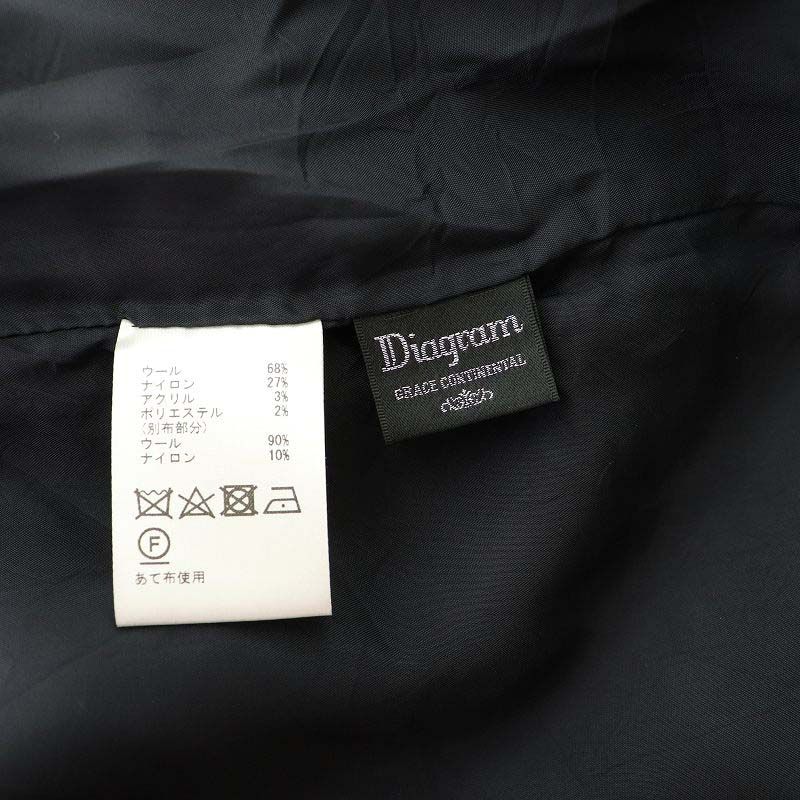 ウール 68%
ナイロン 27%
アクリル 3%
ポリエステル 2%
(別布部分)
ウール 90%
ナイロン 10%
F
あて布使用
Diagram
GRACE CONTINENTAL